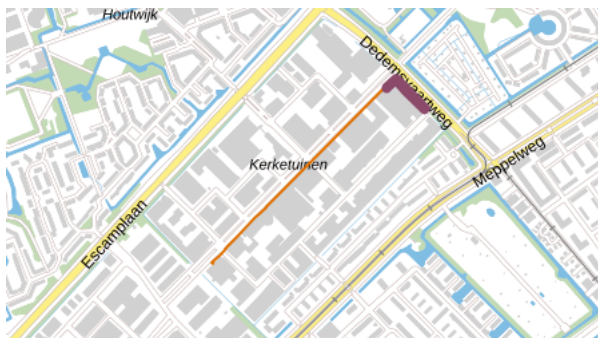 Houtwijk
Dedemsvaartweg
Kerketuinen
Meppelweg
Escamplaan